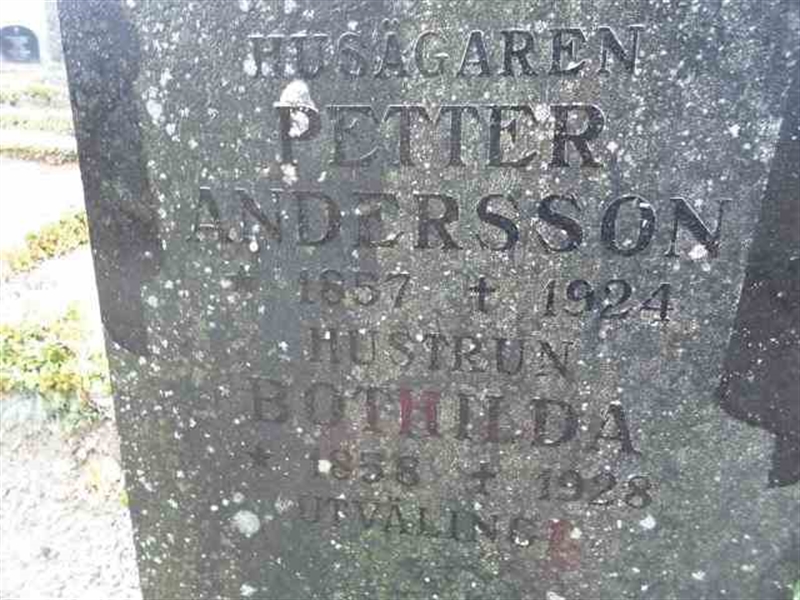 HUSÄGAREN
PETTER
ANDERSSON
* 1857 † 1924
HUSTRUN
BOTHILDA
* 1858 † 1928
UTVÄLINGE